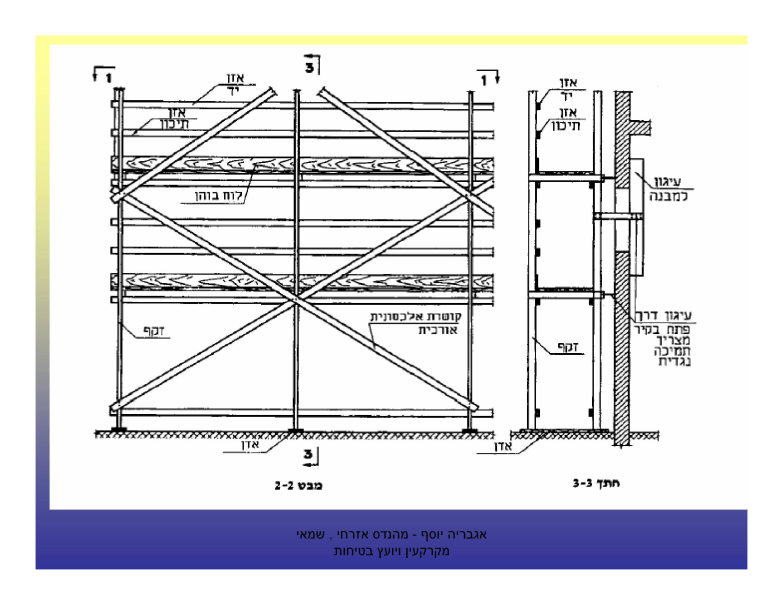 3
1
1
אזן
יד
אזן
תיכון
לוח בוהן
קושרת אלכסונית
אורכית
זקף
אדן
3
מבט 2-2
אזן
יד
אזן
תיכון
עיגון
למבנה
עיגון דרך
פתח בקיר
מצריך
תמיכה
נגדית
זקף
אדן
חתך 3-3
אגבריה יוסף - מהנדס אזרחי , שמאי
מקרקעין ויועץ בטיחות